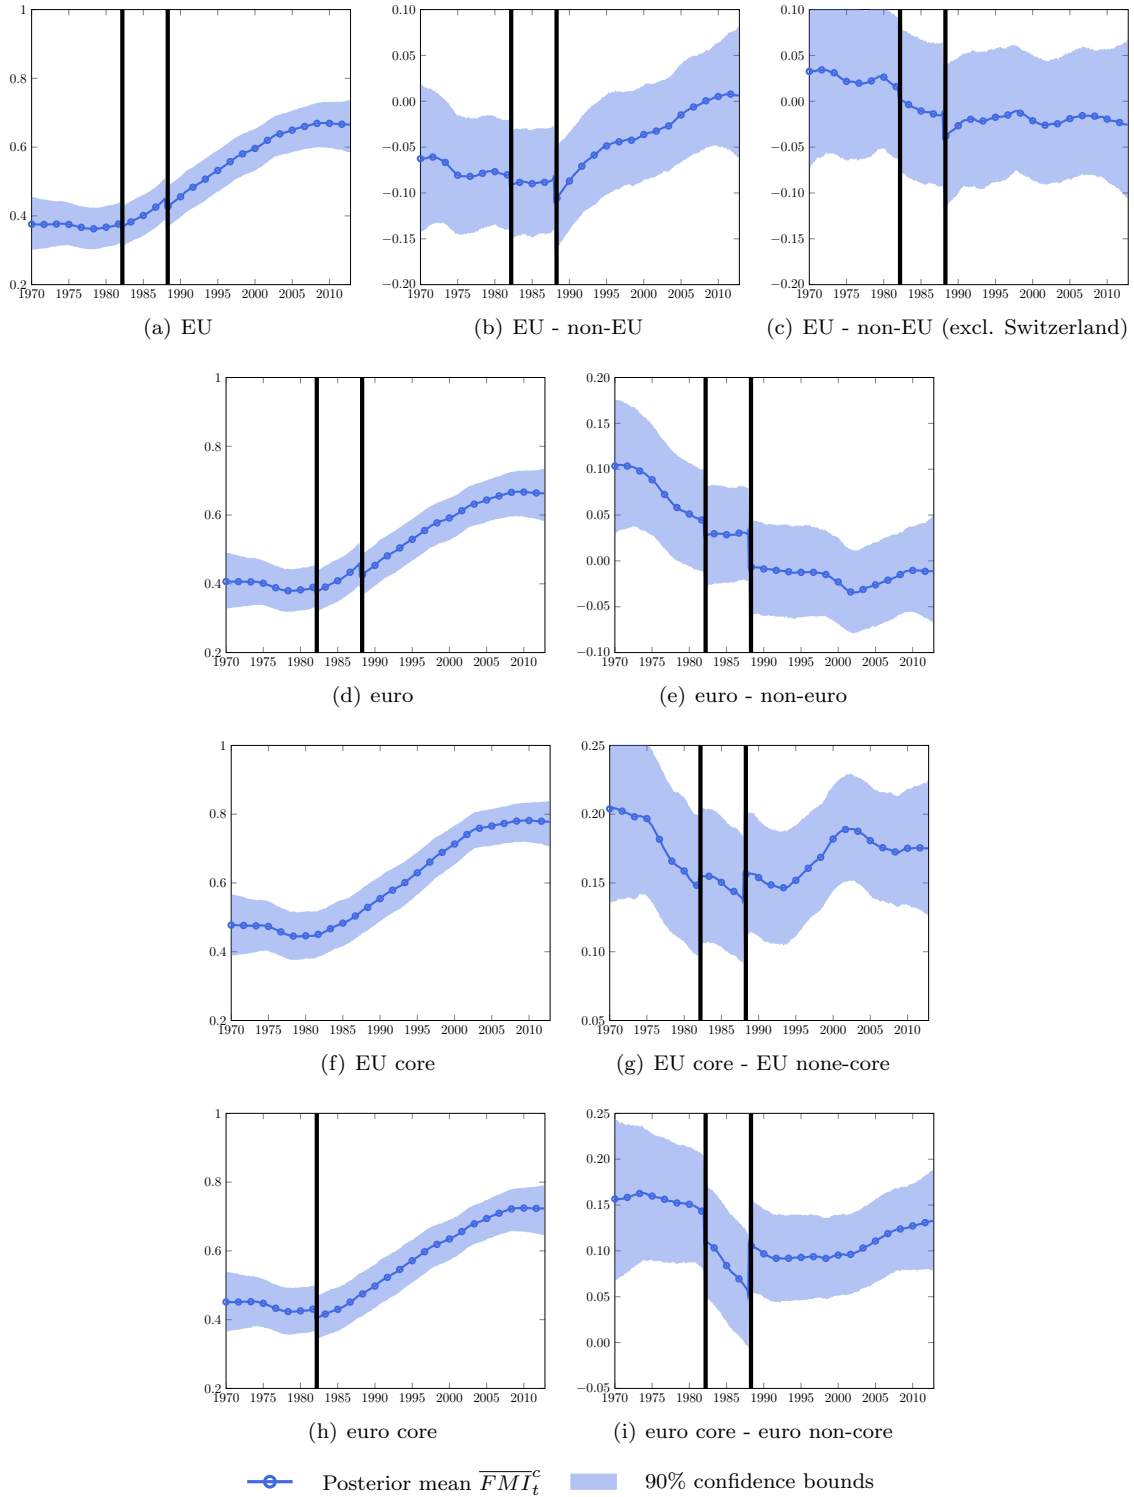 1
0.8
0.6
0.4
0.2
1970 1975 1980 1985 1990 1995 2000 2005 2010
(a) EU
0.10
0.05
0.00
−0.05
−0.10
−0.15
−0.20
1970 1975 1980 1985 1990 1995 2000 2005 2010
(b) EU - non-EU
0.10
0.05
0.00
−0.05
−0.10
−0.15
−0.20
1970 1975 1980 1985 1990 1995 2000 2005 2010
(c) EU - non-EU (excl. Switzerland)
1
0.8
0.6
0.4
0.2
1970 1975 1980 1985 1990 1995 2000 2005 2010
(d) euro
0.20
0.15
0.10
0.05
0.00
−0.05
−0.10
1970 1975 1980 1985 1990 1995 2000 2005 2010
(e) euro - non-euro
1
0.8
0.6
0.4
0.2
1970 1975 1980 1985 1990 1995 2000 2005 2010
(f) EU core
0.25
0.20
0.15
0.10
0.05
1970 1975 1980 1985 1990 1995 2000 2005 2010
(g) EU core - EU none-core
1
0.8
0.6
0.4
0.2
1970 1975 1980 1985 1990 1995 2000 2005 2010
(h) euro core
0.25
0.20
0.15
0.10
0.05
0.00
−0.05
1970 1975 1980 1985 1990 1995 2000 2005 2010
(i) euro core - euro non-core
Posterior mean $\overline{FMI}_t^c$ 90% confidence bounds